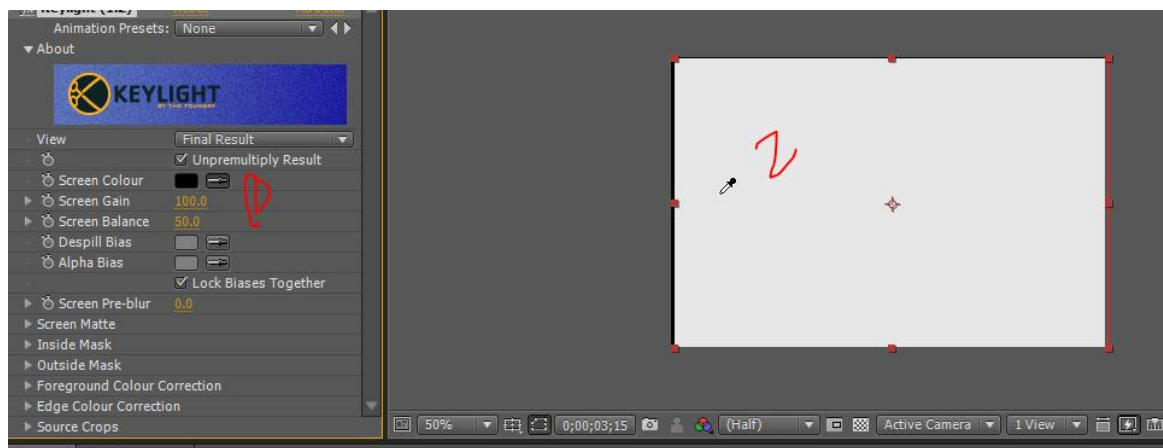 Keylight (1.2)
Animation Presets: None
About
KEYLIGHT
BY THE FOUNDRY
View Final Result
Unpremultiply Result
Screen Colour
Screen Gain 100.0
Screen Balance 50.0
Despill Bias
Alpha Bias
Lock Biases Together
Screen Pre-blur 0.0
Screen Matte
Inside Mask
Outside Mask
Foreground Colour Correction
Edge Colour Correction
Source Crops
2
50% 0;00;03;15 (Half) Active Camera 1 View